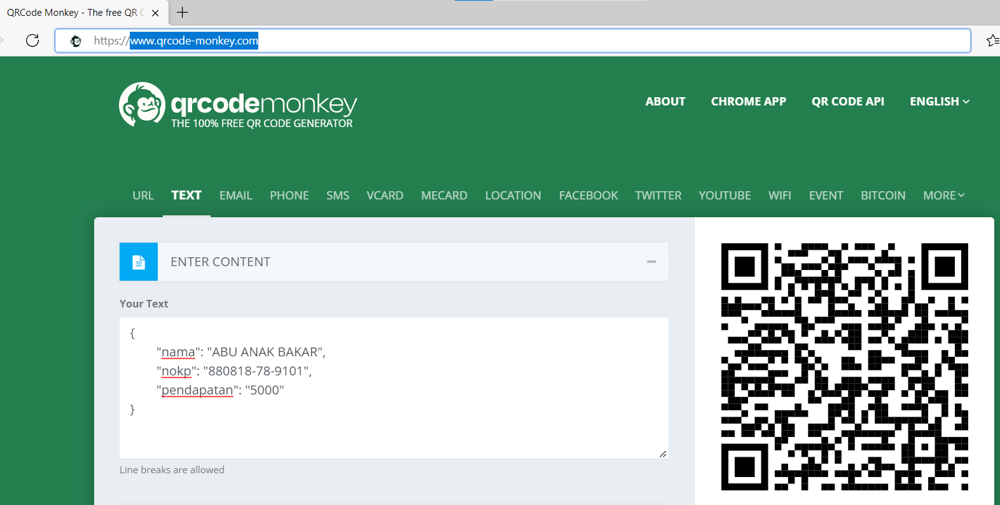 QRCode Monkey - The free QR C
https://www.qrcode-monkey.com
qrcodemonkey
THE 100% FREE QR CODE GENERATOR
ABOUT CHROME APP QR CODE API ENGLISH
URL TEXT EMAIL PHONE SMS VCARD MECARD LOCATION FACEBOOK TWITTER YOUTUBE WIFI EVENT BITCOIN MORE
ENTER CONTENT
Your Text
{
"nama": "ABU ANAK BAKAR",
"nokp": "880818-78-9101",
"pendapatan": "5000"
}
Line breaks are allowed